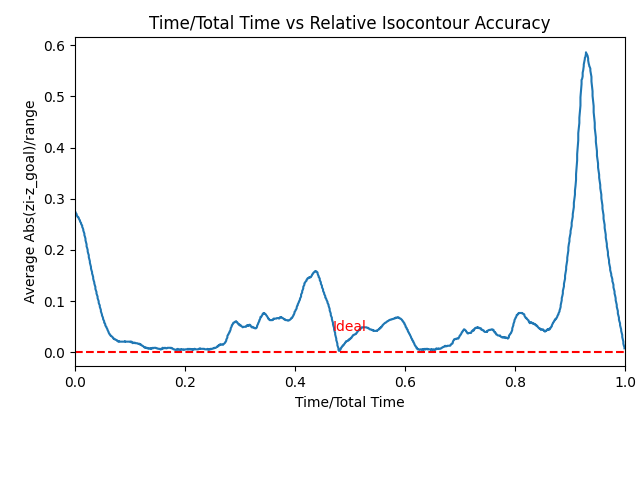 Time/Total Time vs Relative Isocontour Accuracy
Average Abs(zi-z_goal)/range
0.6
0.5
0.4
0.3
0.2
0.1
0.0
Ideal
0.0 0.2 0.4 0.6 0.8 1.0
Time/Total Time